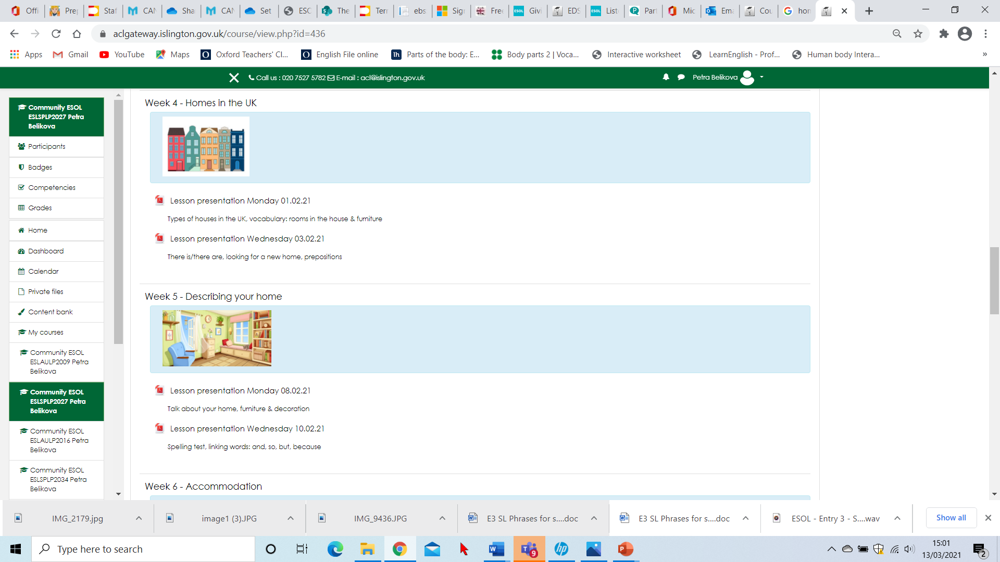 Offi
Prep
Staf
CAN
Sha
CAN
Set
ESO
The
Terr
ebs
Sigr
Free
Givi
EDS
List
Part
Mic
Ema
Cou
hon
aclgateway.islington.gov.uk/course/view.php?id=436
Apps
Gmail
YouTube
Maps
Oxford Teachers' Cl...
English File online
Parts of the body: E...
Body parts 2 | Voca...
Interactive worksheet
LearnEnglish - Prof...
Human body Intera...
»
Call us : 020 7527 5782 E-mail : acl@islington.gov.uk
Petra Belikova
Community ESOL
ESLSPLP2027 Petra
Belikova
Participants
Badges
Competencies
Grades
Home
Dashboard
Calendar
Private files
Content bank
My courses
Community ESOL
ESLAULP2009 Petra
Belikova
Community ESOL
ESLSPLP2027 Petra
Belikova
Community ESOL
ESLAULP2016 Petra
Belikova
Community ESOL
ESLSPLP2034 Petra
Belikova
Week 4 - Homes in the UK
Lesson presentation Monday 01.02.21
Types of houses in the UK, vocabulary: rooms in the house & furniture
Lesson presentation Wednesday 03.02.21
There is/there are, looking for a new home, prepositions
Week 5 - Describing your home
Lesson presentation Monday 08.02.21
Talk about your home, furniture & decoration
Lesson presentation Wednesday 10.02.21
Spelling test, linking words: and, so, but, because
Week 6 - Accommodation
IMG_2179.jpg
image1 (3).JPG
IMG_9436.JPG
E3 SL Phrases for s....doc
E3 SL Phrases for s....doc
ESOL - Entry 3 - S....wav
Show all
Type here to search
9
15:01
13/03/2021
2